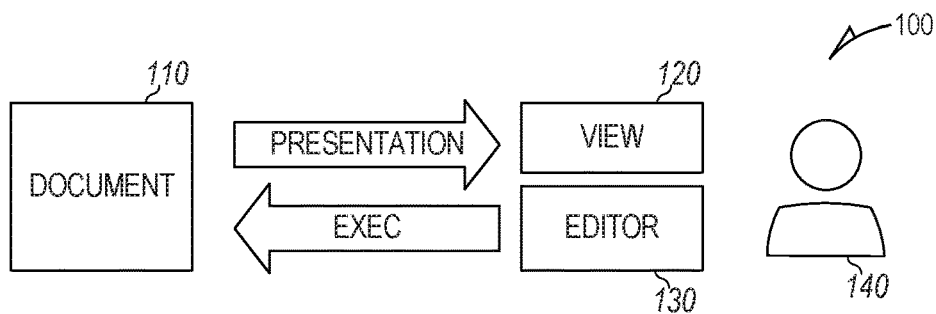 100
110
120
PRESENTATION
VIEW
DOCUMENT
EXEC
EDITOR
130
140